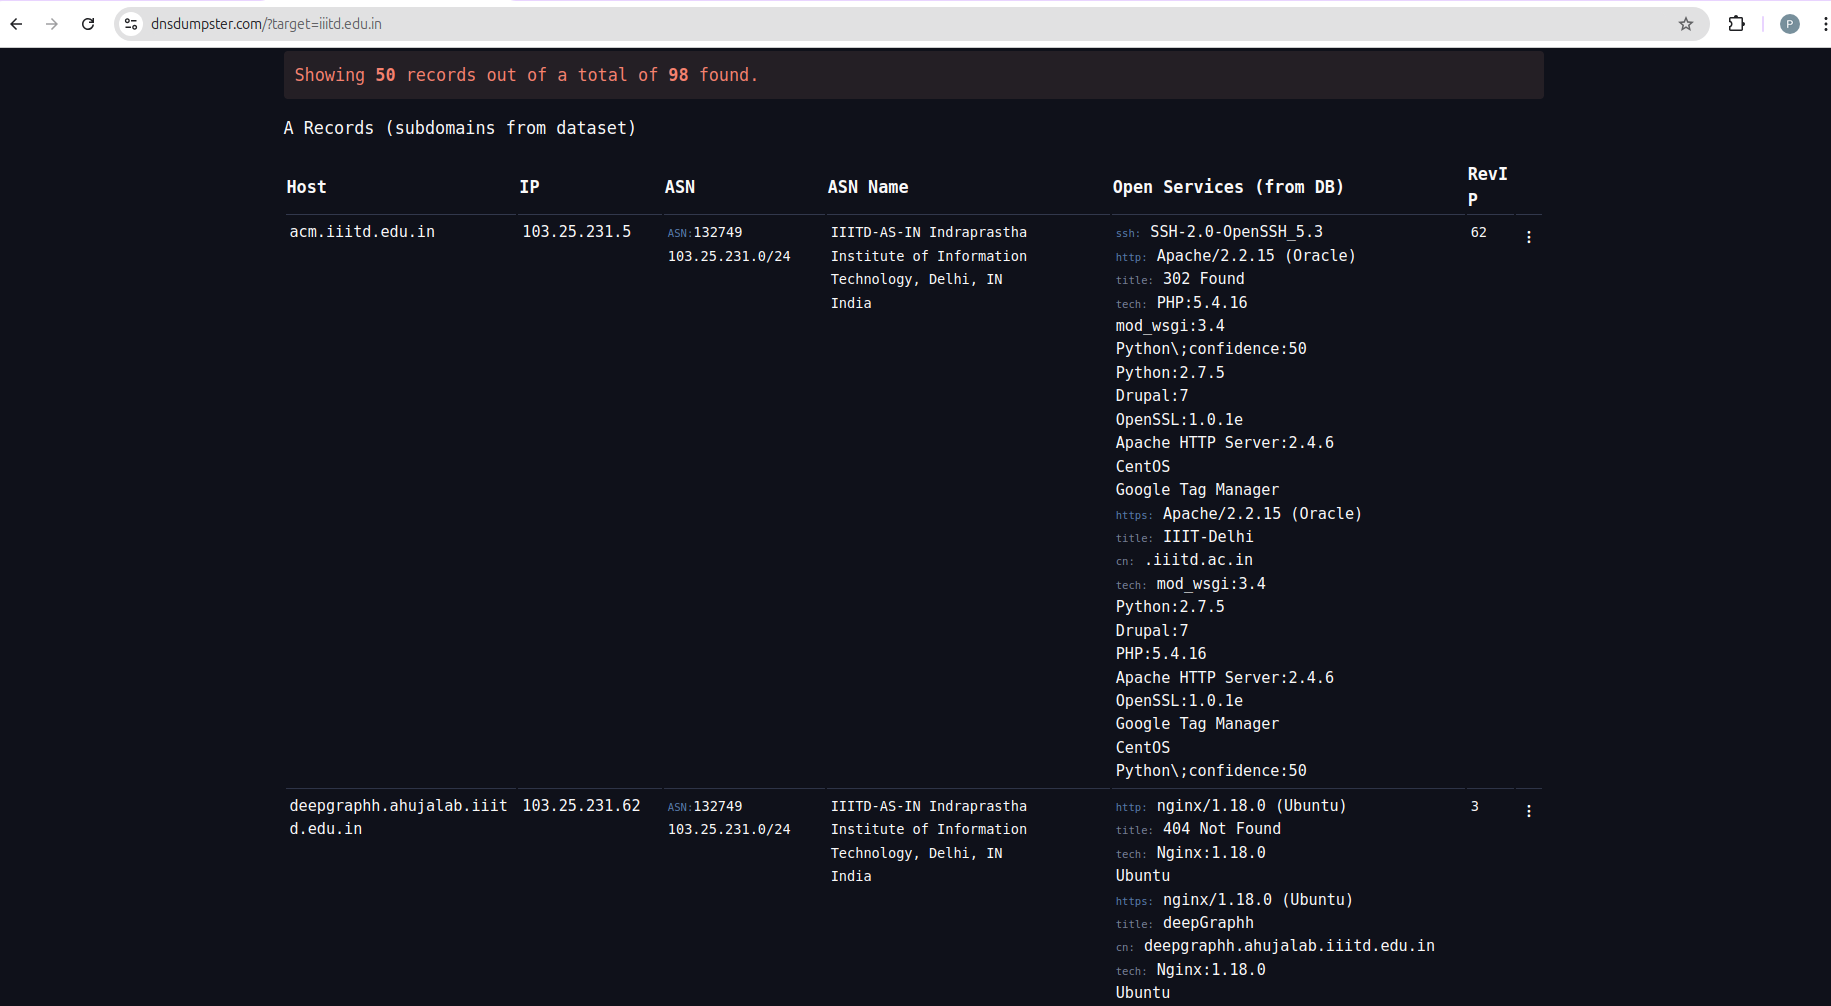 dnsdumpster.com/?target=iiitd.edu.in
P
Showing 50 records out of a total of 98 found.
A Records (subdomains from dataset)
Host IP ASN ASN Name Open Services (from DB) RevI
P
acm.iiitd.edu.in 103.25.231.5 ASN:132749 IIITD-AS-IN Indraprastha ssh: SSH-2.0-OpenSSH_5.3 62
103.25.231.0/24 Institute of Information http: Apache/2.2.15 (Oracle)
Technology, Delhi, IN title: 302 Found
India tech: PHP:5.4.16
mod_wsgi:3.4
Python\;confidence:50
Python:2.7.5
Drupal:7
OpenSSL:1.0.1e
Apache HTTP Server:2.4.6
CentOS
Google Tag Manager
https: Apache/2.2.15 (Oracle)
title: IIIT-Delhi
cn: .iiitd.ac.in
tech: mod_wsgi:3.4
Python:2.7.5
Drupal:7
PHP:5.4.16
Apache HTTP Server:2.4.6
OpenSSL:1.0.1e
Google Tag Manager
CentOS
Python\;confidence:50
deepgraphh.ahujalab.iiit 103.25.231.62 ASN:132749 IIITD-AS-IN Indraprastha http: nginx/1.18.0 (Ubuntu) 3
d.edu.in 103.25.231.0/24 Institute of Information title: 404 Not Found
Technology, Delhi, IN tech: Nginx:1.18.0
India Ubuntu
https: nginx/1.18.0 (Ubuntu)
title: deepGraphh
cn: deepgraphh.ahujalab.iiitd.edu.in
tech: Nginx:1.18.0
Ubuntu